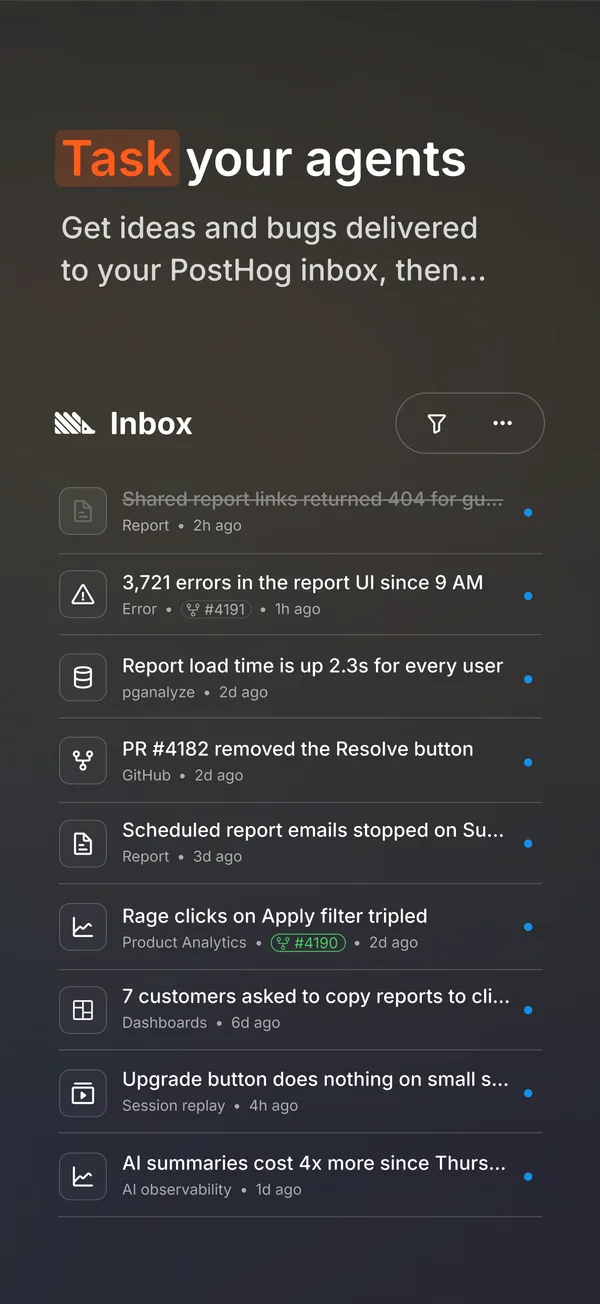 Task your agents
Get ideas and bugs delivered
to your PostHog inbox, then...
Inbox
Shared report links returned 404 for gu...
Report • 2h ago
3,721 errors in the report UI since 9 AM
Error • #4191 • 1h ago
Report load time is up 2.3s for every user
pganalyze • 2d ago
PR #4182 removed the Resolve button
GitHub • 2d ago
Scheduled report emails stopped on Su...
Report • 3d ago
Rage clicks on Apply filter tripled
Product Analytics • #4190 • 2d ago
7 customers asked to copy reports to cli...
Dashboards • 6d ago
Upgrade button does nothing on small s...
Session replay • 4h ago
AI summaries cost 4x more since Thurs...
AI observability • 1d ago